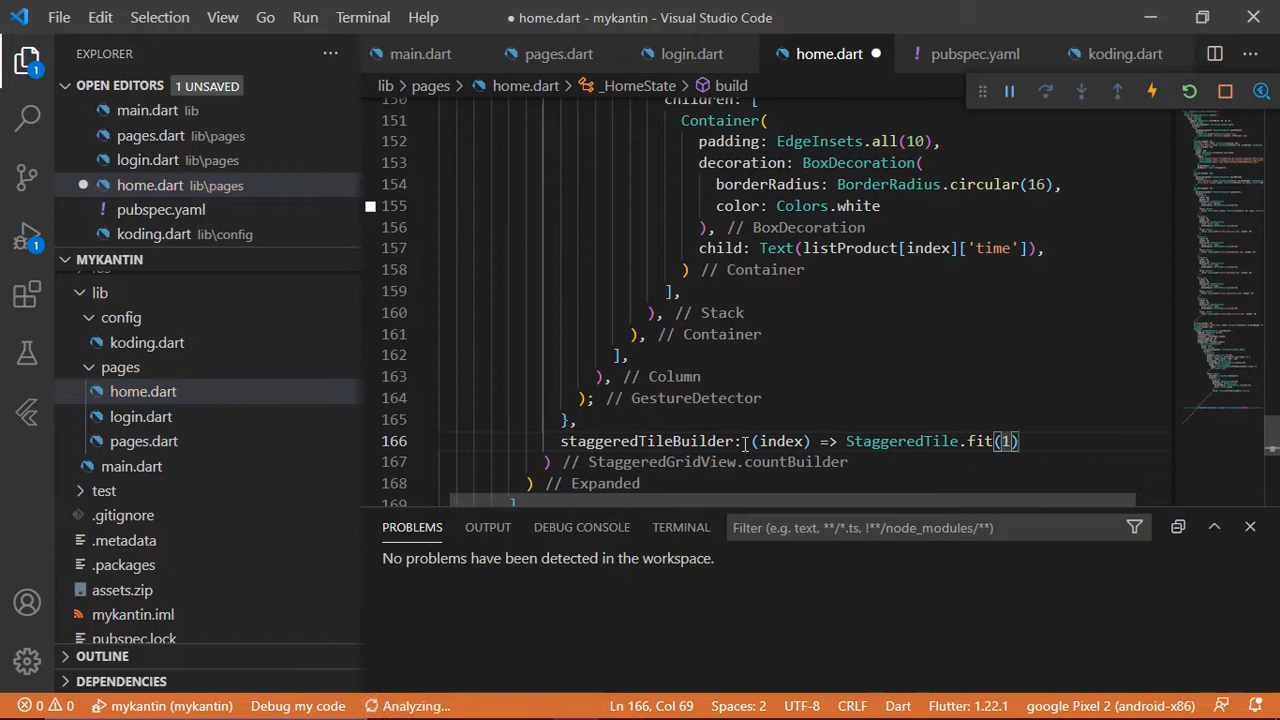 File Edit Selection View Go Run Terminal Help
● home.dart - mykantin - Visual Studio Code
EXPLORER
OPEN EDITORS 1 UNSAVED
main.dart lib
pages.dart lib\pages
login.dart lib\pages
home.dart lib\pages
! pubspec.yaml
koding.dart lib\config
MYKANTIN
lib
config
koding.dart
pages
home.dart
login.dart
pages.dart
main.dart
test
.gitignore
.metadata
.packages
assets.zip
mykantin.iml
pubspec.lock
OUTLINE
DEPENDENCIES
main.dart pages.dart login.dart home.dart ● ! pubspec.yaml koding.dart
lib > pages > home.dart > _HomeState > build
150 children: [
151 Container(
152 padding: EdgeInsets.all(10),
153 decoration: BoxDecoration(
154 borderRadius: BorderRadius.circular(16),
155 color: Colors.white
156 ), // BoxDecoration
157 child: Text(listProduct[index]['time']),
158 ) // Container
159 ],
160 ), // Stack
161 ), // Container
162 ],
163 ), // Column
164 ); // GestureDetector
165 },
166 staggeredTileBuilder: (index) => StaggeredTile.fit(1)
167 ) // StaggeredGridView.countBuilder
168 ) // Expanded
169 ]
PROBLEMS OUTPUT DEBUG CONSOLE TERMINAL Filter (e.g. text, **/*.ts, !**/node_modules/**)
No problems have been detected in the workspace.
0 0 mykantin (mykantin) Debug my code Analyzing... Ln 166, Col 69 Spaces: 2 UTF-8 CRLF Dart Flutter: 1.22.1 google Pixel 2 (android-x86)